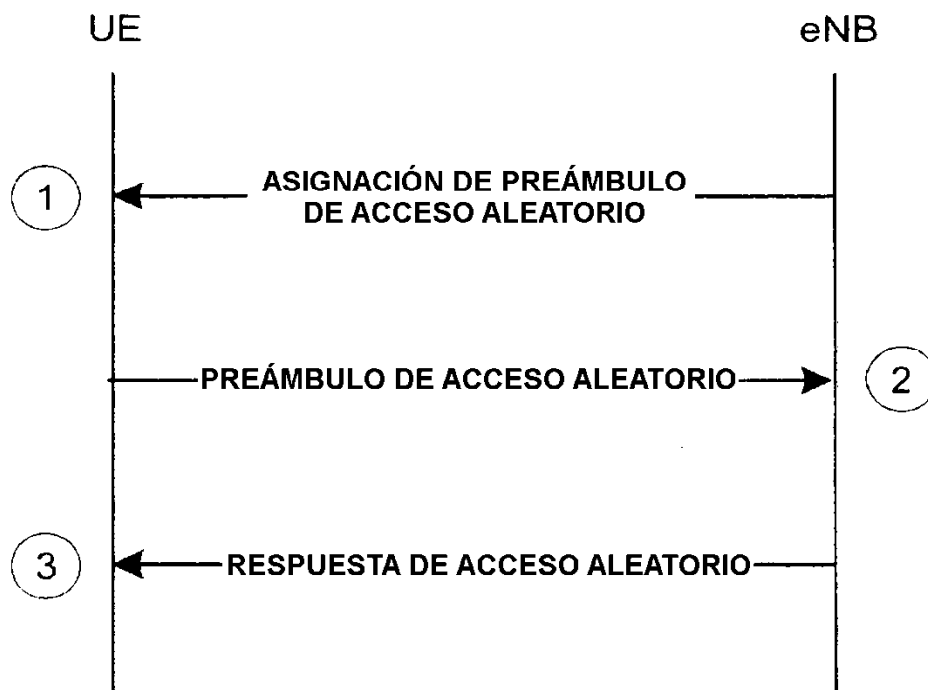 UE
eNB
1
ASIGNACIÓN DE PREÁMBULO
DE ACCESO ALEATORIO
PREÁMBULO DE ACCESO ALEATORIO
2
3
RESPUESTA DE ACCESO ALEATORIO